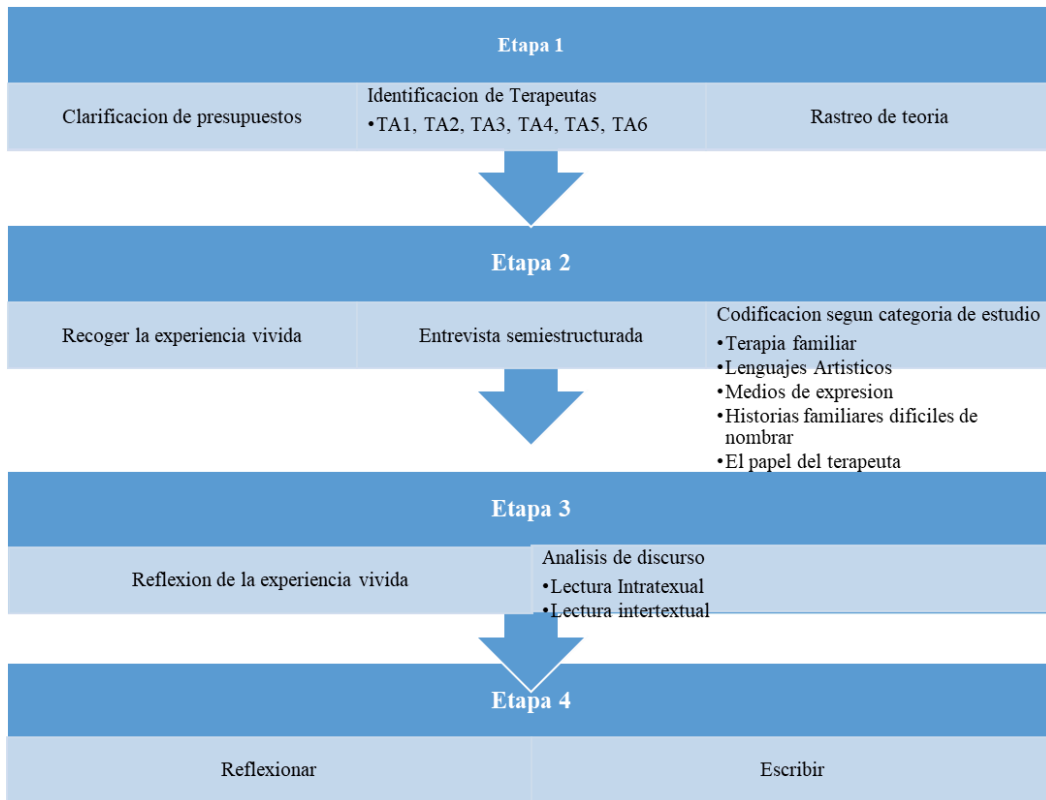 Etapa 1
Clarificacion de presupuestos
Identificacion de Terapeutas
•TA1, TA2, TA3, TA4, TA5, TA6
Rastreo de teoria
Etapa 2
Recoger la experiencia vivida
Entrevista semiestructurada
Codificacion segun categoria de estudio
•Terapia familiar
•Lenguajes Artisticos
•Medios de expresion
•Historias familiares difíciles de
nombrar
•El papel del terapeuta
Etapa 3
Reflexion de la experiencia vivida
Analisis de discurso
•Lectura Intratexual
•Lectura intertextual
Etapa 4
Reflexionar
Escribir